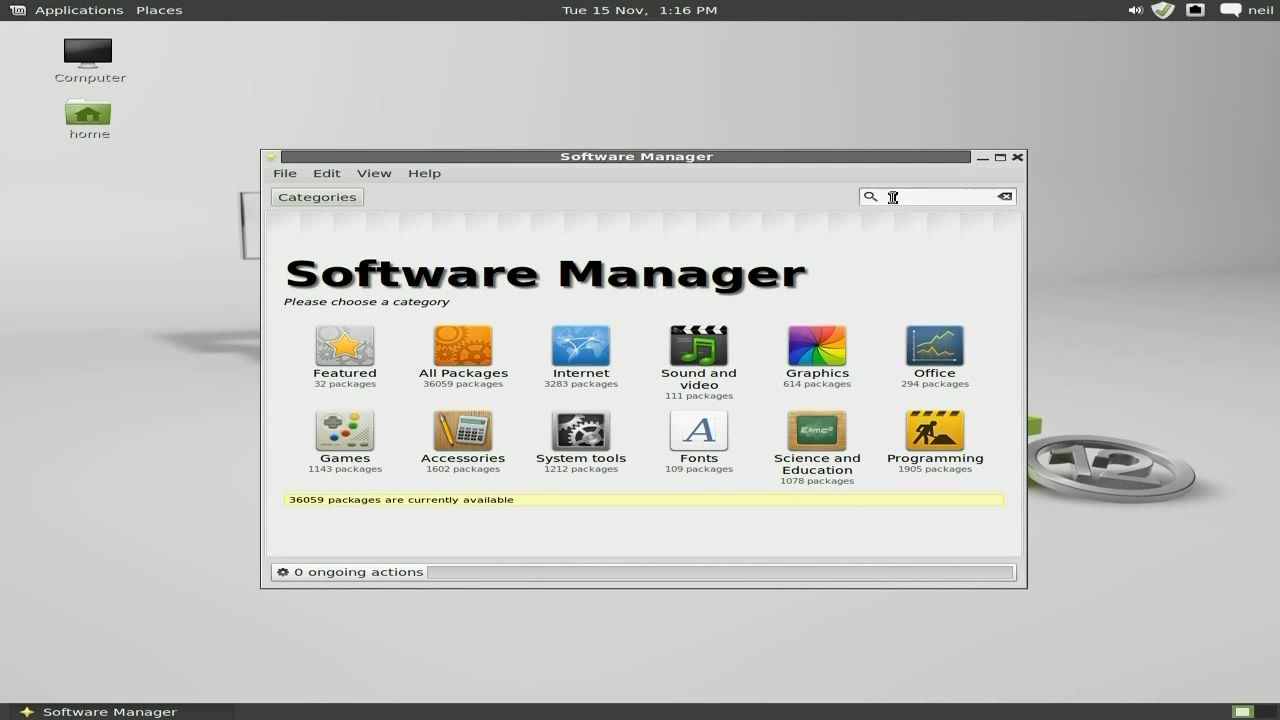 Applications Places
Tue 15 Nov, 1:16 PM
neil
Computer
home
Software Manager
File Edit View Help
Categories
Software Manager
Please choose a category
Featured
32 packages
All Packages
36059 packages
Internet
3283 packages
Sound and
video
111 packages
Graphics
614 packages
Office
294 packages
Games
1143 packages
Accessories
1602 packages
System tools
1212 packages
A
Fonts
109 packages
E=mc²
Science and
Education
1078 packages
Programming
1905 packages
36059 packages are currently available
12
0 ongoing actions
Software Manager